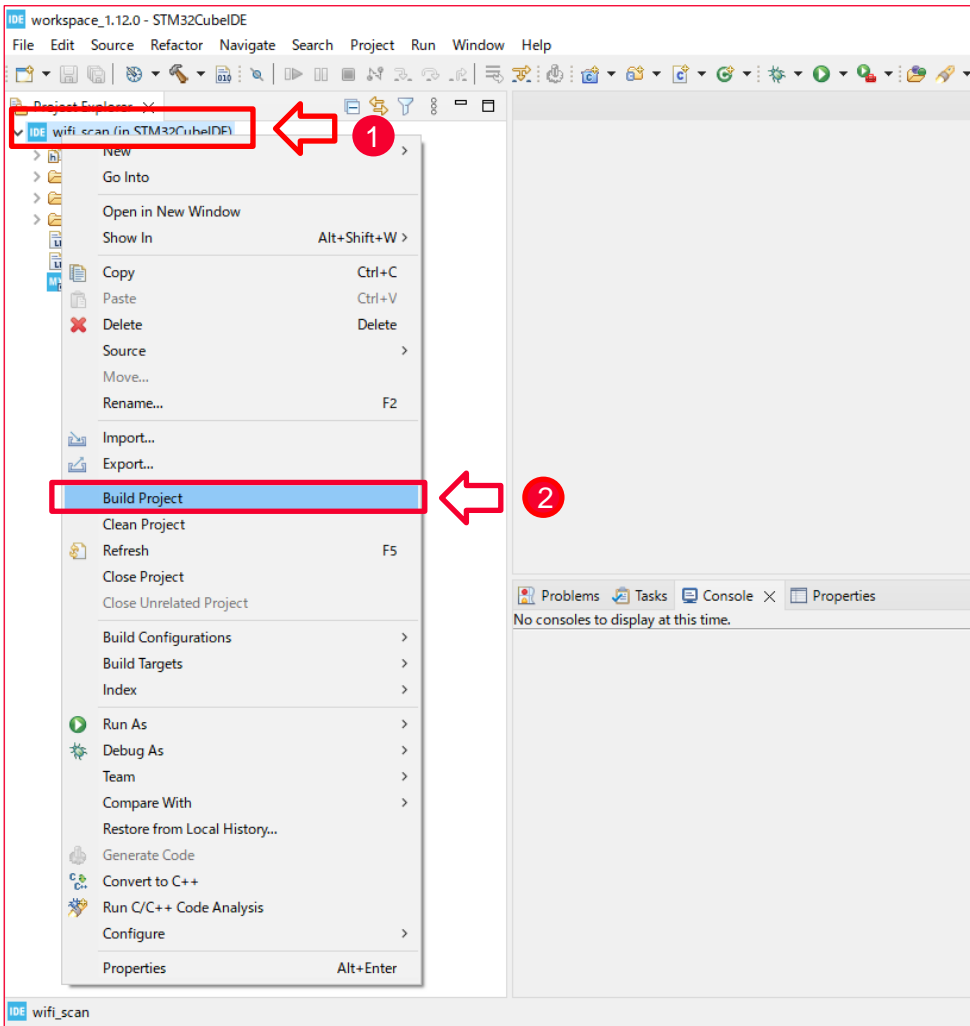 IDE workspace_1.12.0 - STM32CubeIDE
File Edit Source Refactor Navigate Search Project Run Window Help
010
Project Explorer
IDE wifi_scan (in STM32CubeIDE)
1
New
Go Into
Open in New Window
Show In Alt+Shift+W
Copy Ctrl+C
Paste Ctrl+V
Delete Delete
Source
Move...
Rename... F2
Import...
Export...
Build Project
2
Clean Project
Refresh F5
Close Project
Close Unrelated Project
Build Configurations
Build Targets
Index
Run As
Debug As
Team
Compare With
Restore from Local History...
Generate Code
Convert to C++
Run C/C++ Code Analysis
Configure
Properties Alt+Enter
Problems Tasks Console Properties
No consoles to display at this time.
IDE wifi_scan